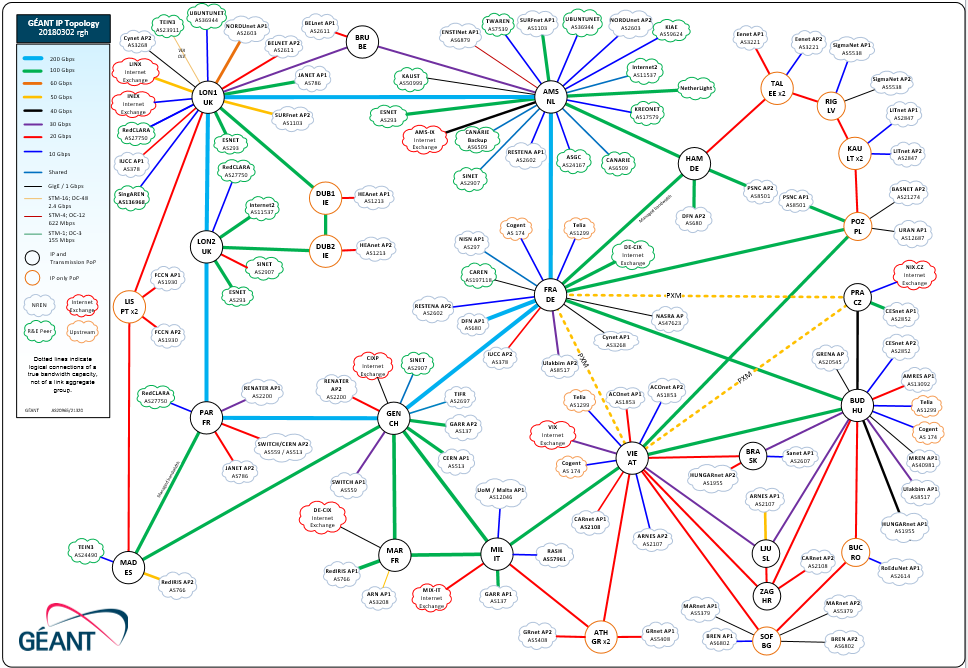 GÉANT IP Topology
20180302 rgh
200 Gbps
100 Gbps
60 Gbps
50 Gbps
40 Gbps
30 Gbps
20 Gbps
10 Gbps
Shared
GigE / 1 Gbps
STM-16; OC-48
2.4 Gbps
STM-4; OC-12
622 Mbps
STM-1; OC-3
155 Mbps
IP and
Transmission PoP
IP only PoP
NREN
Internet
Exchange
R&E Peer
Upstream
Dotted lines indicate
logical connections of a
true bandwidth capacity,
not of a link aggregate
group.
GÉANT
GÉANT
TEIN3
AS23911
UBUNTUNET
AS36944
NORDUnet AP1
AS2603
Cynet AP2
AS3268
LINX
Internet
Exchange
INEX
Internet
Exchange
RedCLARA
AS27750
IUCC AP1
AS378
SingAREN
AS136968
BELNET AP2
AS2611
BELnet AP1
AS2611
BRU
BE
JANET AP1
AS786
SURFnet AP2
AS1103
ESNET
AS293
LON1
UK
RedCLARA
AS27750
Internet2
AS11537
SINET
AS2907
ESNET
AS293
LON2
UK
DUB1
IE
HEAnet AP1
AS1213
DUB2
IE
HEAnet AP2
AS1213
FCCN AP1
AS1930
LIS
PT x2
FCCN AP2
AS1930
ENSTINet AP1
AS6879
TWAREN
AS7539
SURFnet AP1
AS1103
UBUNTUNET
AS36944
NORDUnet AP2
AS2603
KIAE
AS59624
Internet2
AS11537
NetherLight
KREONET
AS17579
KAUST
AS50999
ESNET
AS293
AMS-IX
Internet
Exchange
CANARIE
Backup
AS6509
SINET
AS2907
RESTENA AP1
AS2602
ASGC
AS24167
CANARIE
AS6509
AMS
NL
HAM
DE
Managed bandwidth
DFN AP2
AS680
PSNC AP2
AS8501
PSNC AP1
AS8501
Eenet AP1
AS3221
Eenet AP2
AS3221
TAL
EE x2
SigmaNet AP1
AS5538
SigmaNet AP2
AS5538
RIG
LV
LITnet AP2
AS2847
LITnet AP2
AS2847
KAU
LT x2
BASNET AP2
AS21274
POZ
PL
URAN AP1
AS12687
NISN AP1
AS297
Cogent
AS 174
Telia
AS1299
DE-CIX
Internet
Exchange
RESTENA AP2
AS2602
DFN AP1
AS680
IUCC AP2
AS378
Ulakbim AP2
AS8517
Cynet AP1
AS3268
NASRA AP
AS47623
FRA
DE
PXM
PXM
PXM
NIX.CZ
Internet
Exchange
PRA
CZ
CESnet AP1
AS2852
GRENA AP
AS20545
CESnet AP2
AS2852
AMRES AP1
AS13092
Telia
AS1299
Cogent
AS 174
MREN AP1
AS40981
Ulakbim AP1
AS8517
HUNGARnet AP1
AS1955
BUD
HU
RedCLARA
AS27750
RENATER AP1
AS2200
PAR
FR
JANET AP2
AS786
SWITCH/CERN AP2
AS559 / AS513
Managed bandwidth
RENATER
AP2
AS2200
CIXP
Internet
Exchange
SINET
AS2907
TIFR
AS2697
GARR AP2
AS137
CERN AP1
AS513
SWITCH AP1
AS559
GEN
CH
Telia
AS1299
ACOnet AP1
AS1853
ACOnet AP2
AS1853
VIX
Internet
Exchange
Cogent
AS 174
VIE
AT
CARnet AP1
AS2108
ARNES AP2
AS2107
HUNGARnet AP2
AS1955
BRA
SK
Sanet AP1
AS2607
ARNES AP1
AS2107
LJU
SL
ZAG
HR
CARnet AP2
AS2108
BUC
RO
RoEduNet AP1
AS2614
TEIN3
AS24490
MAD
ES
RedIRIS AP2
AS766
DE-CIX
Internet
Exchange
MAR
FR
RedIRIS AP1
AS766
ARN AP1
AS3208
UoM / Malta AP1
AS12046
MIL
IT
RASH
AS57961
GARR AP1
AS137
MIX-IT
Internet
Exchange
GRnet AP2
AS5408
ATH
GR x2
GRnet AP1
AS5408
MARnet AP1
AS5379
BREN AP1
AS6802
SOF
BG
MARnet AP2
AS5379
BREN AP2
AS6802